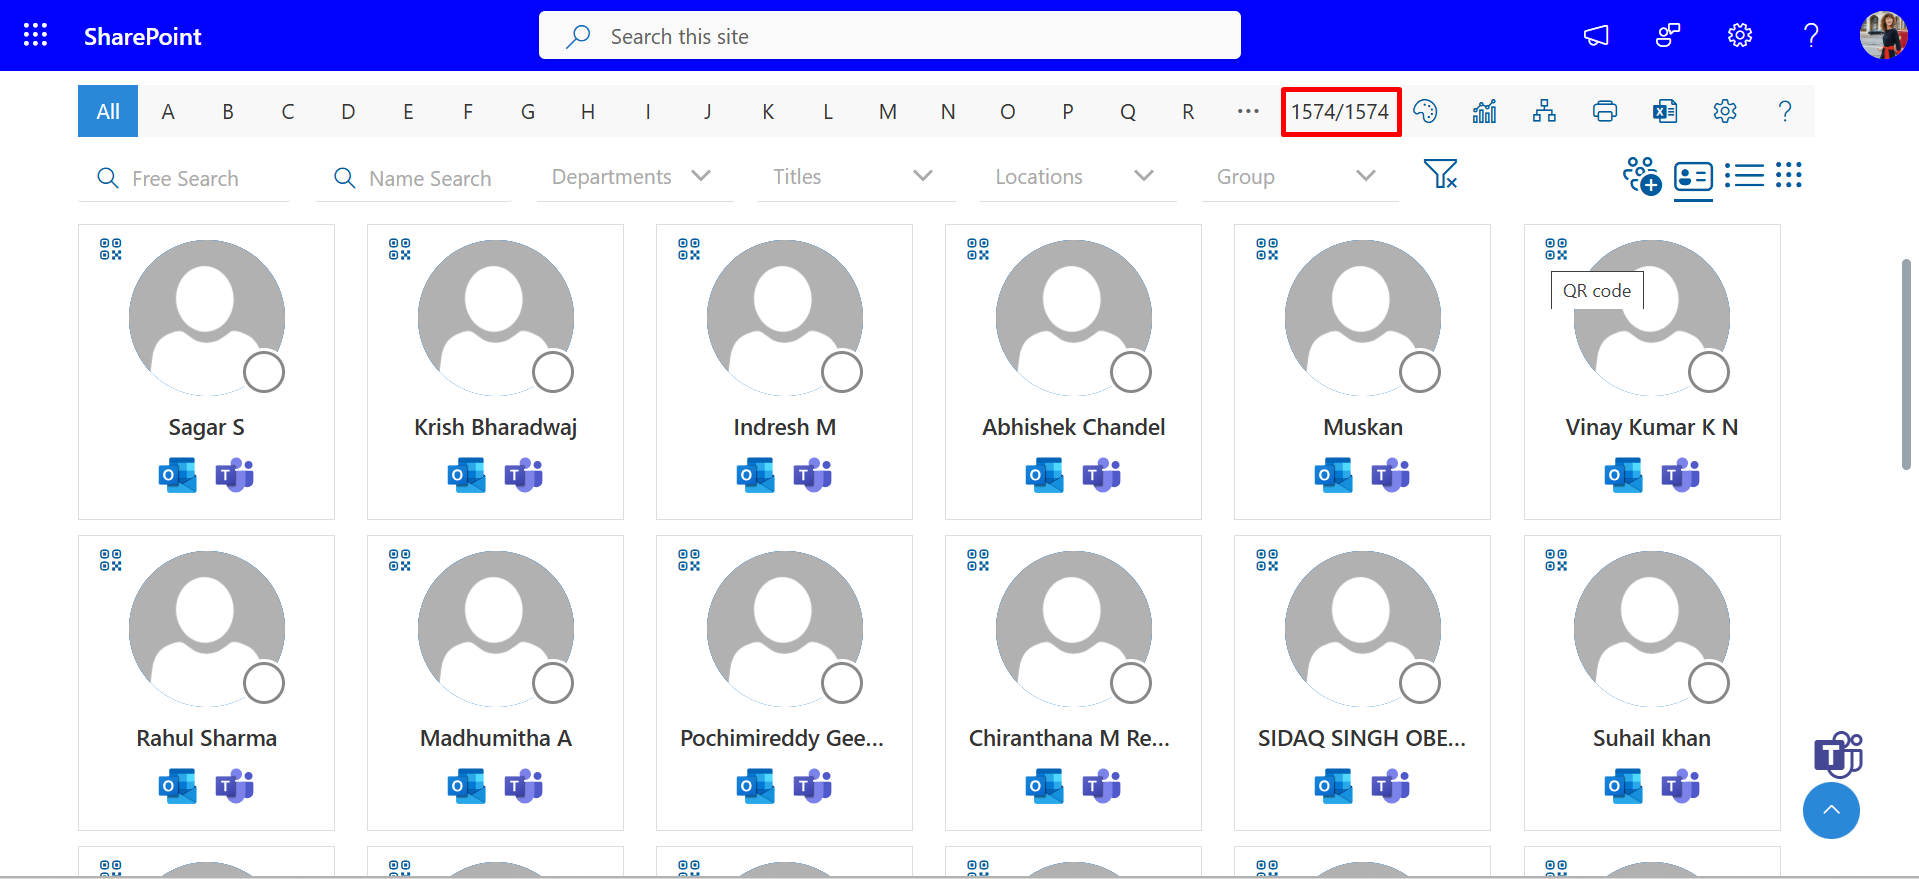 SharePoint
Search this site
All A B C D E F G H I J K L M N O P Q R ... 1574/1574
Free Search Name Search Departments Titles Locations Group
QR code
Sagar S Krish Bharadwaj Indresh M Abhishek Chandel Muskan Vinay Kumar K N
Rahul Sharma Madhumitha A Pochimireddy Gee... Chiranthana M Re... SIDAQ SINGH OBE... Suhail khan